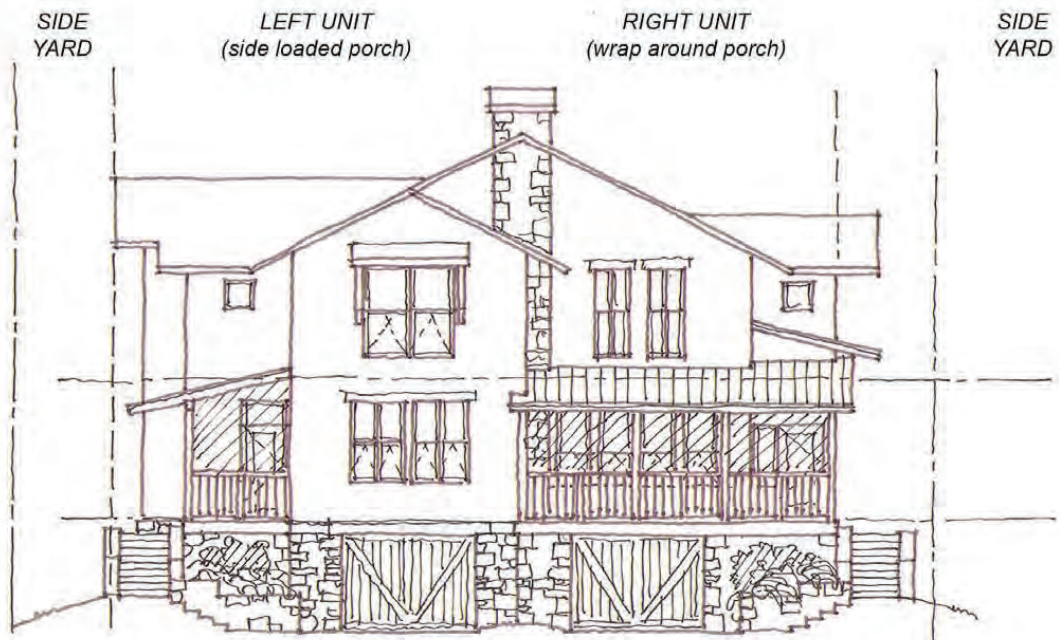 SIDE
YARD
LEFT UNIT
(side loaded porch)
RIGHT UNIT
(wrap around porch)
SIDE
YARD